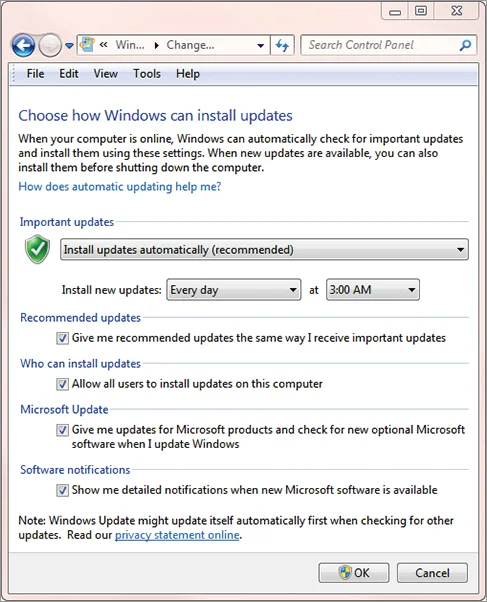 « Win... Change... Search Control Panel
File Edit View Tools Help
Choose how Windows can install updates
When your computer is online, Windows can automatically check for important updates
and install them using these settings. When new updates are available, you can also
install them before shutting down the computer.
How does automatic updating help me?
Important updates
Install updates automatically (recommended)
Install new updates: Every day at 3:00 AM
Recommended updates
Give me recommended updates the same way I receive important updates
Who can install updates
Allow all users to install updates on this computer
Microsoft Update
Give me updates for Microsoft products and check for new optional Microsoft
software when I update Windows
Software notifications
Show me detailed notifications when new Microsoft software is available
Note: Windows Update might update itself automatically first when checking for other
updates. Read our privacy statement online.
OK Cancel